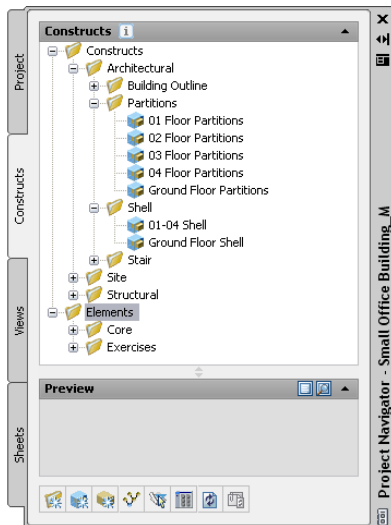 Project
Constructs
Views
Sheets
Constructs
Constructs
Architectural
Building Outline
Partitions
01 Floor Partitions
02 Floor Partitions
03 Floor Partitions
04 Floor Partitions
Ground Floor Partitions
Shell
01-04 Shell
Ground Floor Shell
Stair
Site
Structural
Elements
Core
Exercises
Preview
Project Navigator - Small Office Building_M